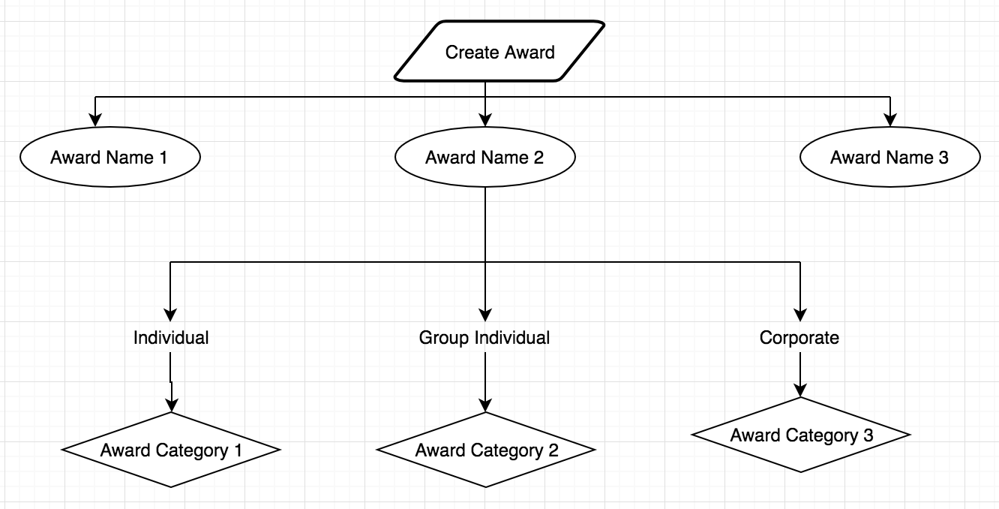 Create Award
Award Name 1
Award Name 2
Award Name 3
Individual
Group Individual
Corporate
Award Category 1
Award Category 2
Award Category 3